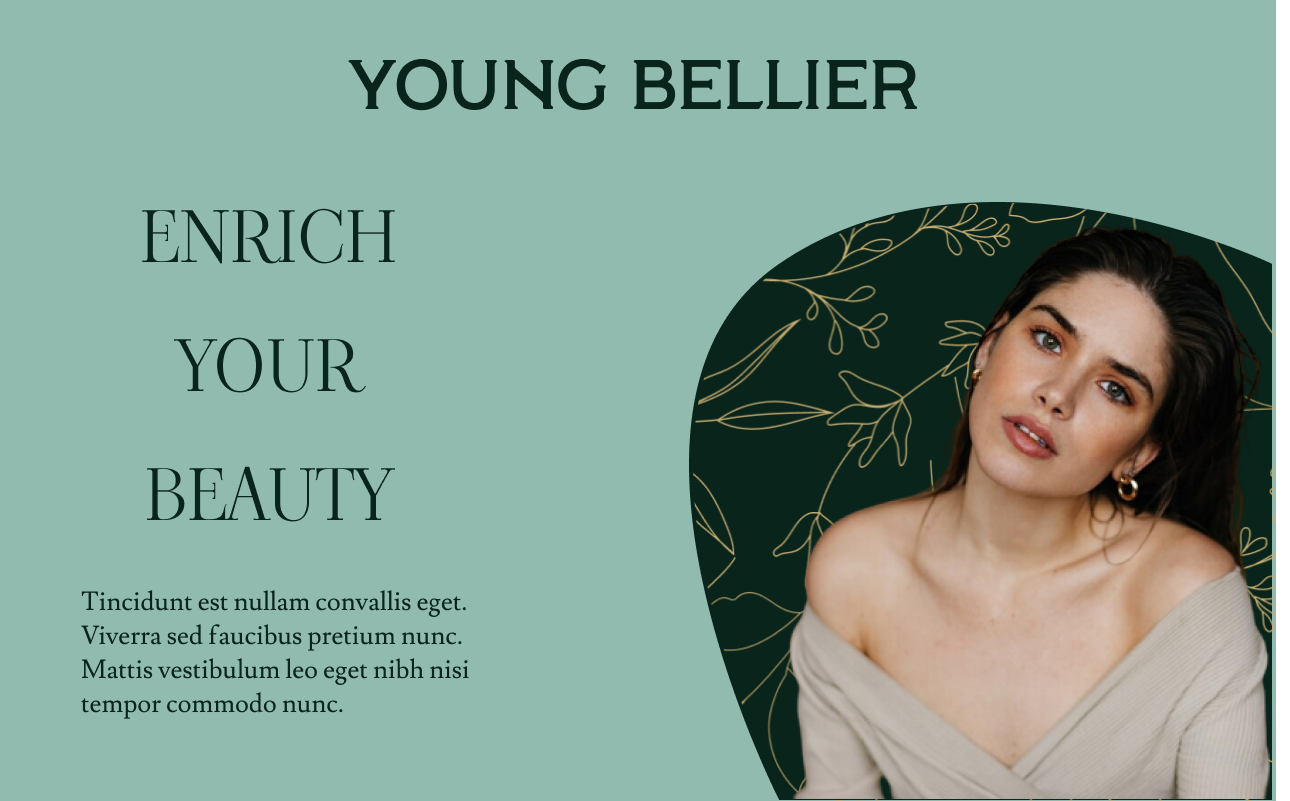 YOUNG BELLIER
ENRICH
YOUR
BEAUTY
Tincidunt est nullam convallis eget.
Viverra sed faucibus pretium nunc.
Mattis vestibulum leo eget nibh nisi
tempor commodo nunc.